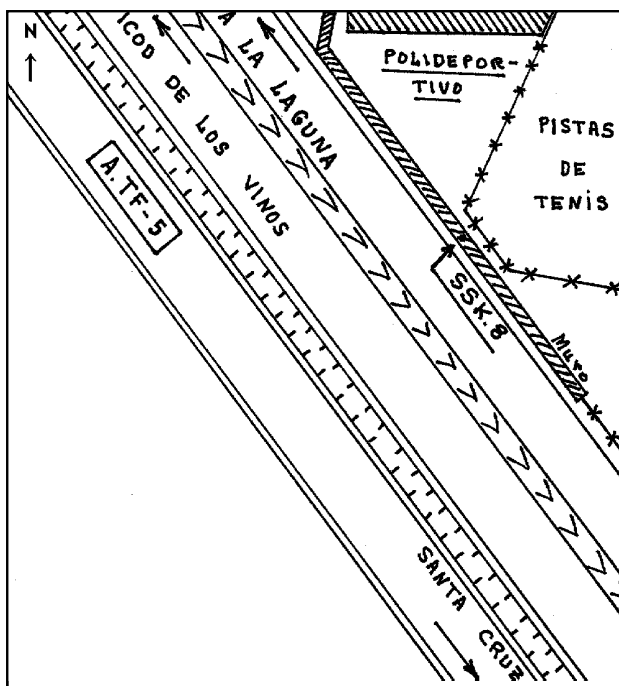 N
ICOD DE LOS VINOS
A LA LAGUNA
POLIDEPOR-
TIVO
PISTAS
DE
TENIS
A.TF-5
SSK.8
Muro
SANTA CRUZ